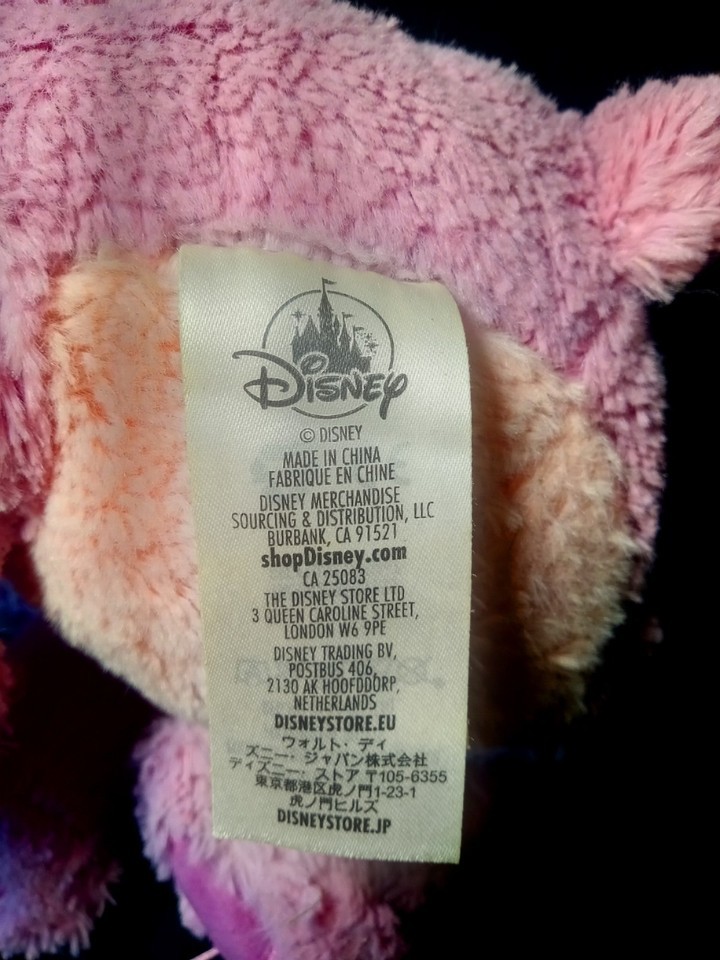 DISNEY
© DISNEY
MADE IN CHINA
FABRIQUE EN CHINE
DISNEY MERCHANDISE
SOURCING & DISTRIBUTION, LLC
BURBANK, CA 91521
shopDisney.com
CA 25083
THE DISNEY STORE LTD
3 QUEEN CAROLINE STREET,
LONDON W6 9PE
DISNEY TRADING BV,
POSTBUS 406,
2130 AK HOOFDDORP,
NETHERLANDS
DISNEYSTORE.EU
ウォルト・ディ
ズニー・ジャパン株式会社
ディズニー・ストア 〒105-6355
東京都港区虎ノ門1-23-1
虎ノ門ヒルズ
DISNEYSTORE.JP